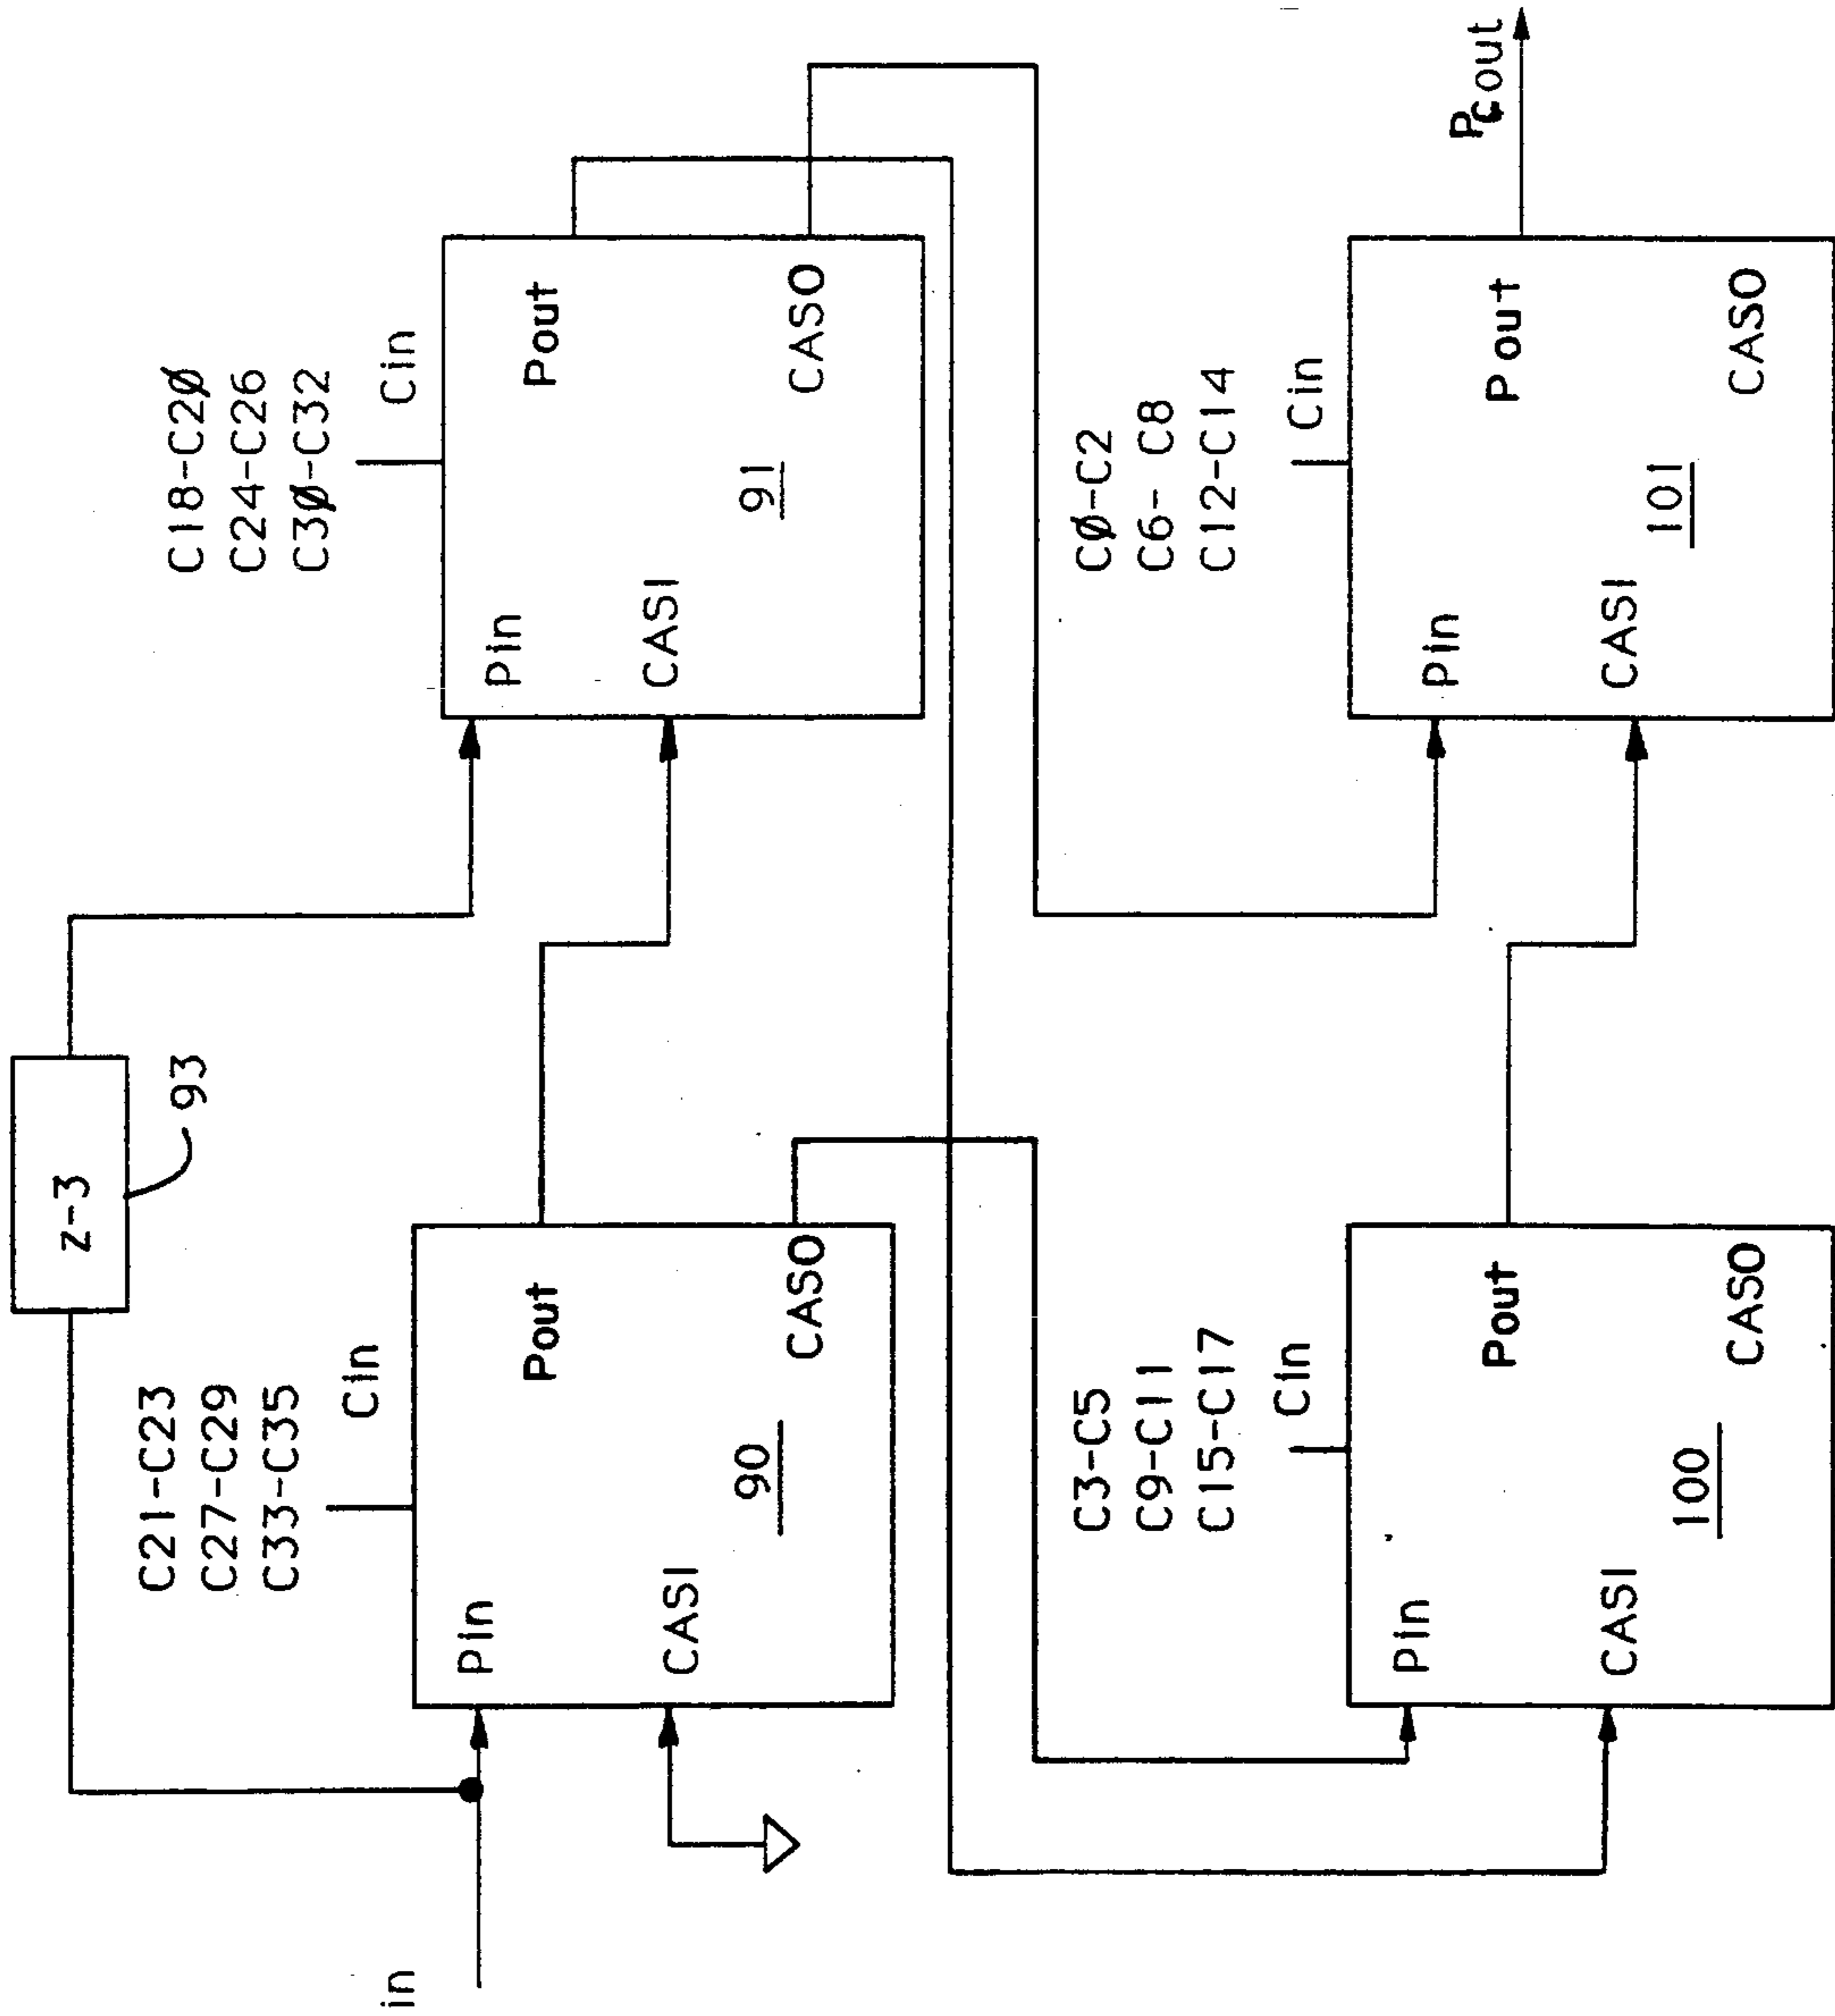 z-3
93
in
C21-C23
C27-C29
C33-C35
Cin
Pin
Pout
CASI
CASO
90
C18-C2Ø
C24-C26
C3Ø-C32
Cin
Pin
Pout
CASI
CASO
91
C3-C5
C9-C11
C15-C17
Cin
Pin
Pout
CASI
CASO
100
CØ-C2
C6- C8
C12-C14
Cin
Pin
Pout
CASI
CASO
101
PGout